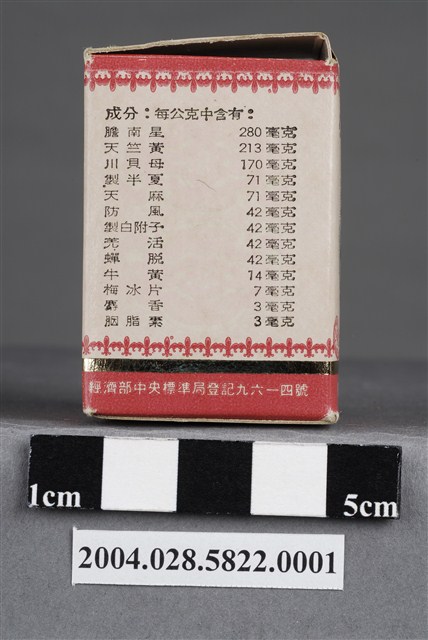 成分：每公克中含有：
膽南星 280毫克
天竺黃 213毫克
川貝母 170毫克
製半夏 71毫克
天麻 71毫克
防風 42毫克
製白附子 42毫克
羌活 42毫克
蟬脫 42毫克
牛黃 14毫克
梅冰片 7毫克
麝香 3毫克
胭脂素 3毫克
經濟部中央標準局登記九六一四號
1cm 5cm
2004.028.5822.0001